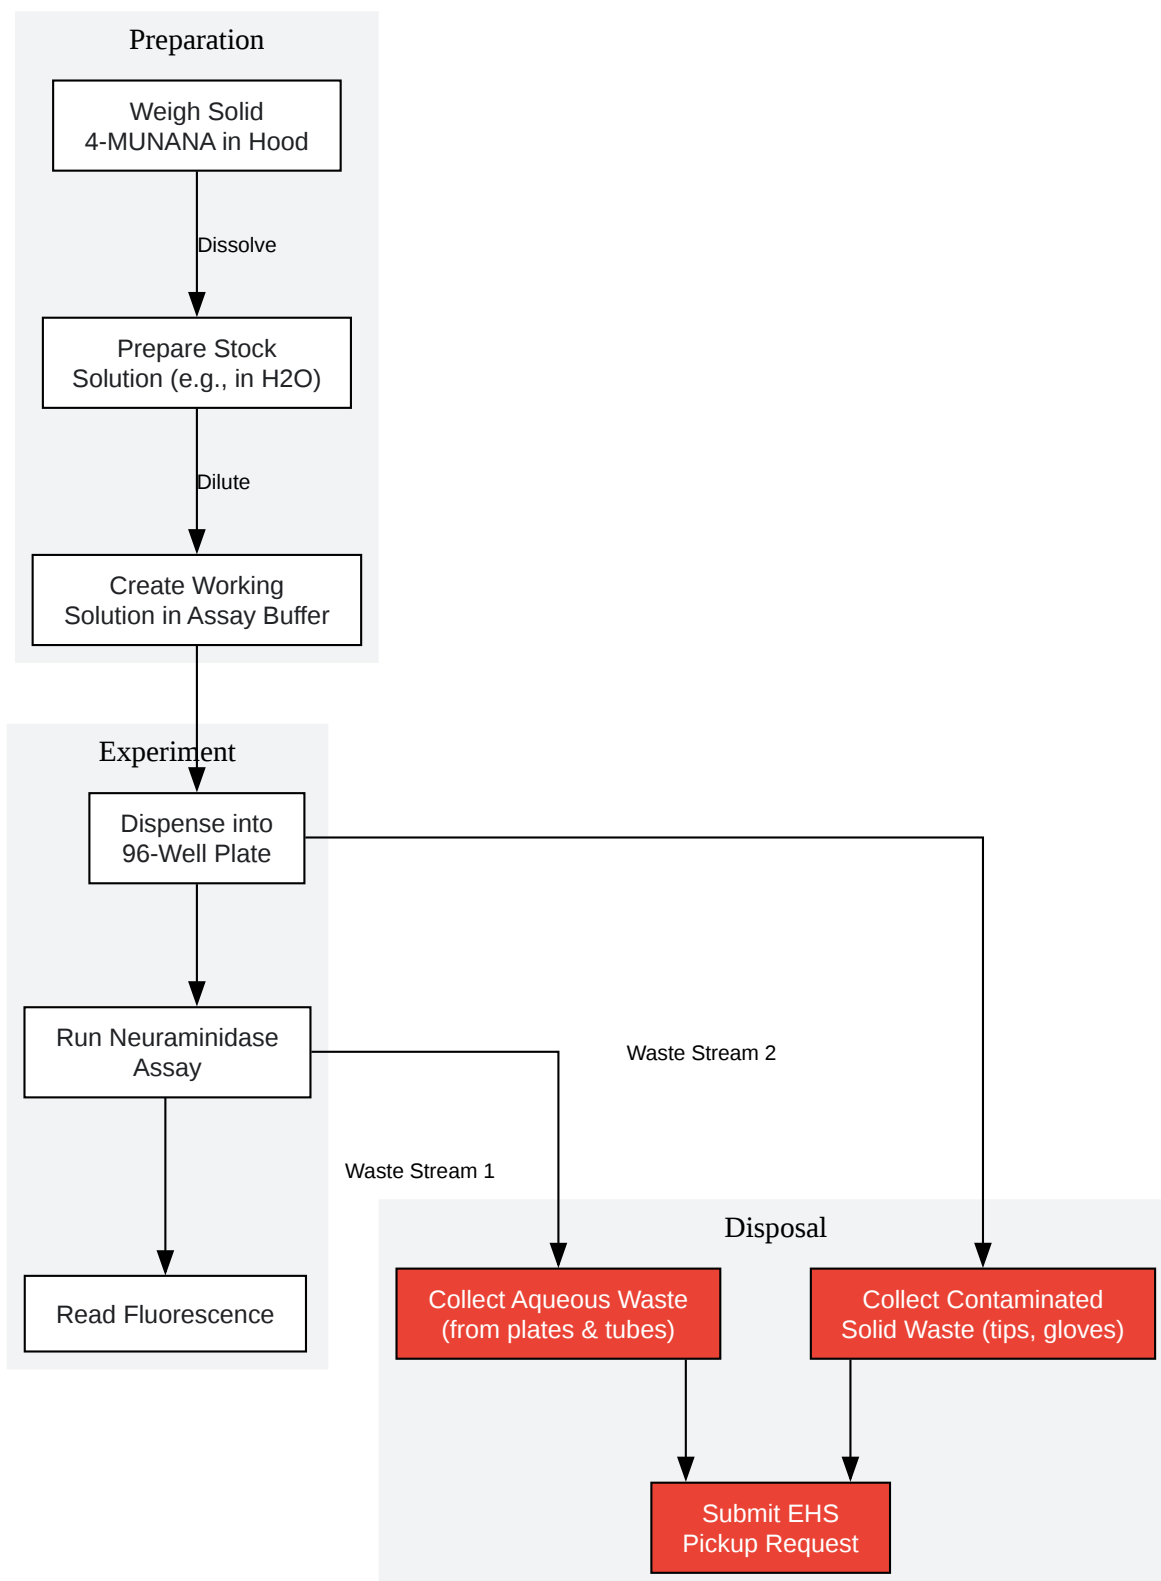 Preparation
Weigh Solid
4-MUNANA in Hood
Dissolve
Prepare Stock
Solution (e.g., in H2O)
Dilute
Create Working
Solution in Assay Buffer
Experiment
Dispense into
96-Well Plate
Run Neuraminidase
Assay
Waste Stream 2
Waste Stream 1
Read Fluorescence
Disposal
Collect Aqueous Waste
(from plates & tubes)
Collect Contaminated
Solid Waste (tips, gloves)
Submit EHS
Pickup Request